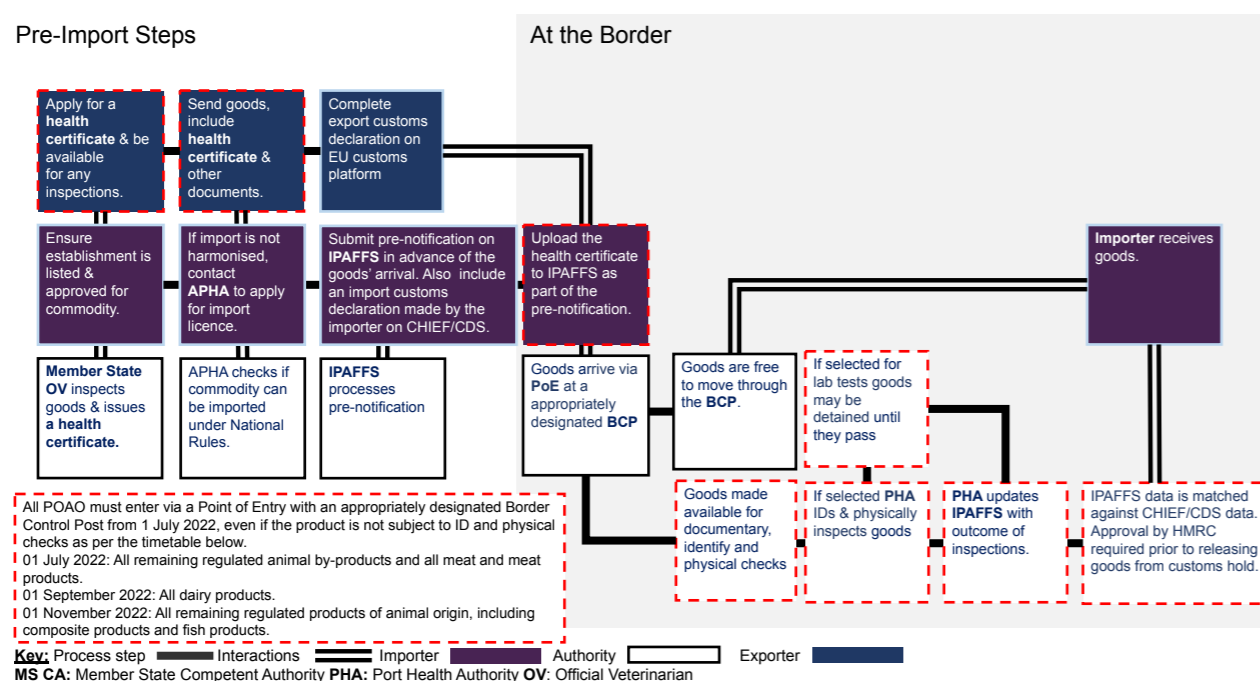 Pre-Import Steps
At the Border
Apply for a
health
certificate & be
available
for any
inspections.
Send goods,
include
health
certificate &
other
documents.
Complete
export customs
declaration on
EU customs
platform
Ensure
establishment is
listed &
approved for
commodity.
If import is not
harmonised,
contact
APHA to apply
for import
licence.
Submit pre-notification on
IPAFFS in advance of the
goods' arrival. Also include
an import customs
declaration made by the
importer on CHIEF/CDS.
Upload the
health certificate
to IPAFFS as
part of the
pre-notification.
Importer receives
goods.
Member State
OV inspects
goods & issues
a health
certificate.
APHA checks if
commodity can
be imported
under National
Rules.
IPAFFS
processes
pre-notification
Goods arrive via
PoE at a
appropriately
designated BCP
Goods are free
to move through
the BCP.
If selected for
lab tests goods
may be
detained until
they pass
Goods made
available for
documentary,
identify and
physical checks
If selected PHA
IDs & physically
inspects goods
PHA updates
IPAFFS with
outcome of
inspections.
IPAFFS data is matched
against CHIEF/CDS data.
Approval by HMRC
required prior to releasing
goods from customs hold.
All POAO must enter via a Point of Entry with an appropriately designated Border
Control Post from 1 July 2022, even if the product is not subject to ID and physical
checks as per the timetable below.
01 July 2022: All remaining regulated animal by-products and all meat and meat
products.
01 September 2022: All dairy products.
01 November 2022: All remaining regulated products of animal origin, including
composite products and fish products.
Key: Process step Interactions Importer Authority Exporter
MS CA: Member State Competent Authority PHA: Port Health Authority OV: Official Veterinarian